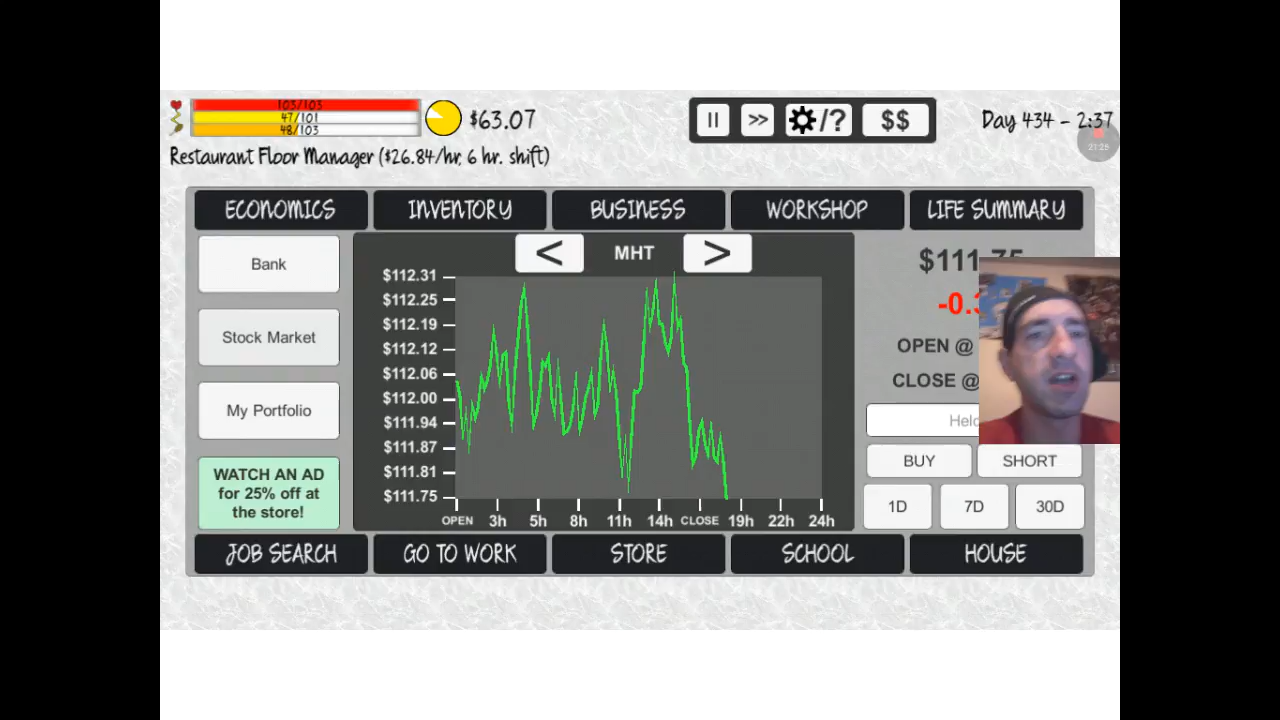 103/103
47/101
48/103
$63.07
/?
$$
Day 434 - 2:37
21:25
Restaurant Floor Manager ($26.84/hr, 6 hr. shift)
ECONOMICS
INVENTORY
BUSINESS
WORKSHOP
LIFE SUMMARY
Bank
Stock Market
My Portfolio
WATCH AN AD
for 25% off at
the store!
<
MHT
>
$112.31
$112.25
$112.19
$112.12
$112.06
$112.00
$111.94
$111.87
$111.81
$111.75
OPEN 3h 5h 8h 11h 14h CLOSE 19h 22h 24h
$111.75
OPEN @
CLOSE @
BUY
SHORT
1D
7D
30D
JOB SEARCH
GO TO WORK
STORE
SCHOOL
HOUSE